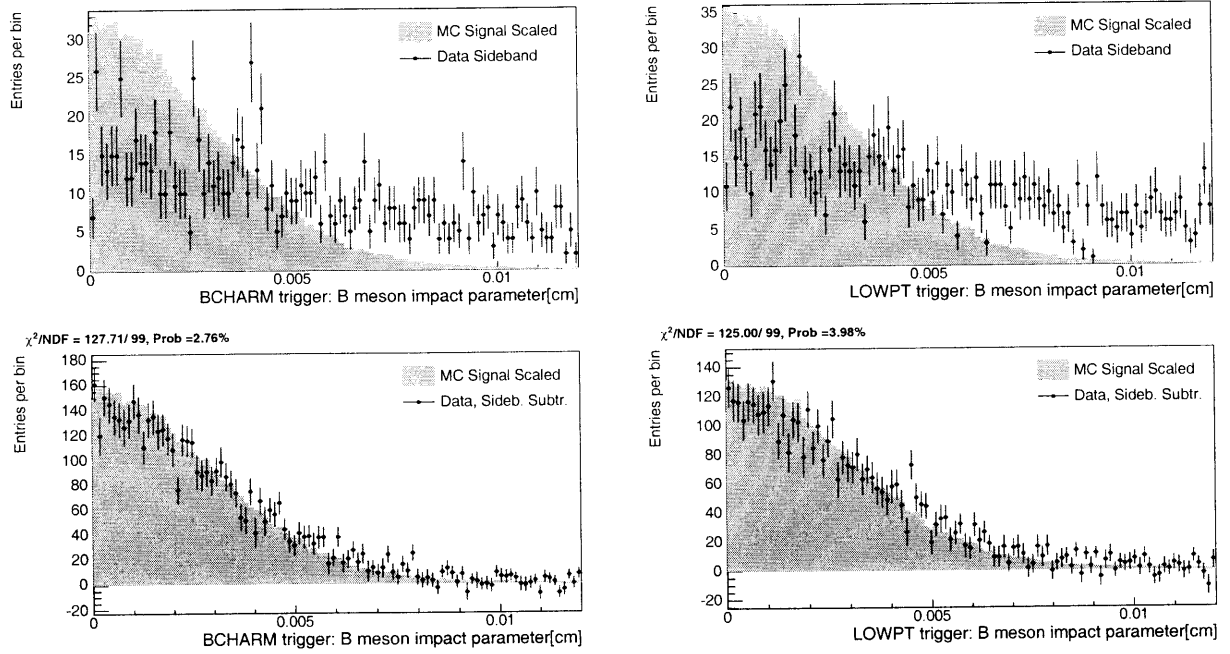 Entries per bin
30
25
20
15
10
5
0
0
0.005
0.01
MC Signal Scaled
Data Sideband
BCHARM trigger: B meson impact parameter[cm]
Entries per bin
35
30
25
20
15
10
5
0
0
0.005
0.01
MC Signal Scaled
Data Sideband
LOWPT trigger: B meson impact parameter[cm]
χ²/NDF = 127.71/ 99, Prob =2.76%
Entries per bin
180
160
140
120
100
80
60
40
20
0
-20
0
0.005
0.01
MC Signal Scaled
Data, Sideb. Subtr.
BCHARM trigger: B meson impact parameter[cm]
χ²/NDF = 125.00/ 99, Prob =3.98%
Entries per bin
140
120
100
80
60
40
20
0
-20
0
0.005
0.01
MC Signal Scaled
Data, Sideb. Subtr.
LOWPT trigger: B meson impact parameter[cm]